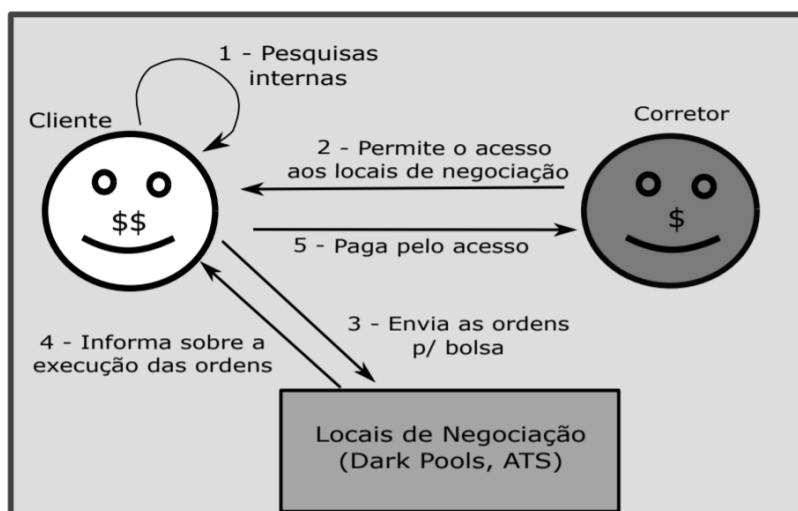 1 - Pesquisas
internas
Cliente
Corretor
2 - Permite o acesso
aos locais de negociação
$$
$
5 - Paga pelo acesso
3 - Envia as ordens
p/ bolsa
4 - Informa sobre a
execução das ordens
Locais de Negociação
(Dark Pools, ATS)